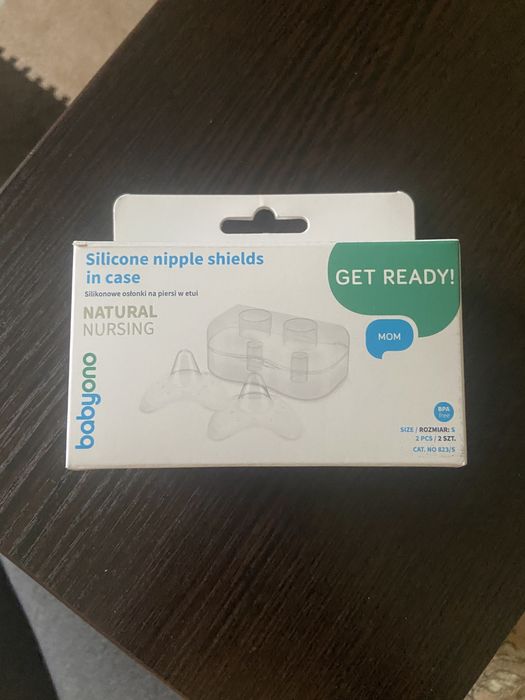 Silicone nipple shields
in case
Silikonowe osłonki na piersi w etui
NATURAL
NURSING
babyono
GET READY!
MOM
BPA
free
SIZE / ROZMIAR: S
2 PCS / 2 SZT.
CAT. NO 823/S